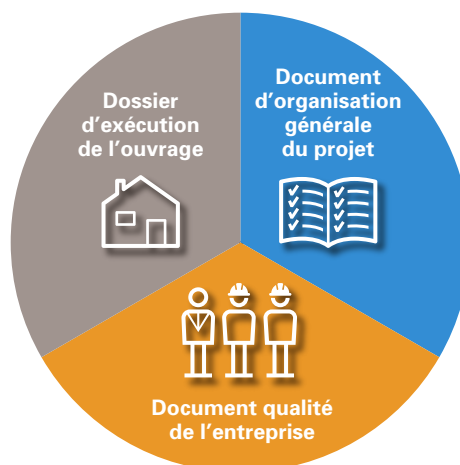 Dossier
d'exécution
de l'ouvrage
Document
d'organisation
générale
du projet
Document qualité
de l'entreprise